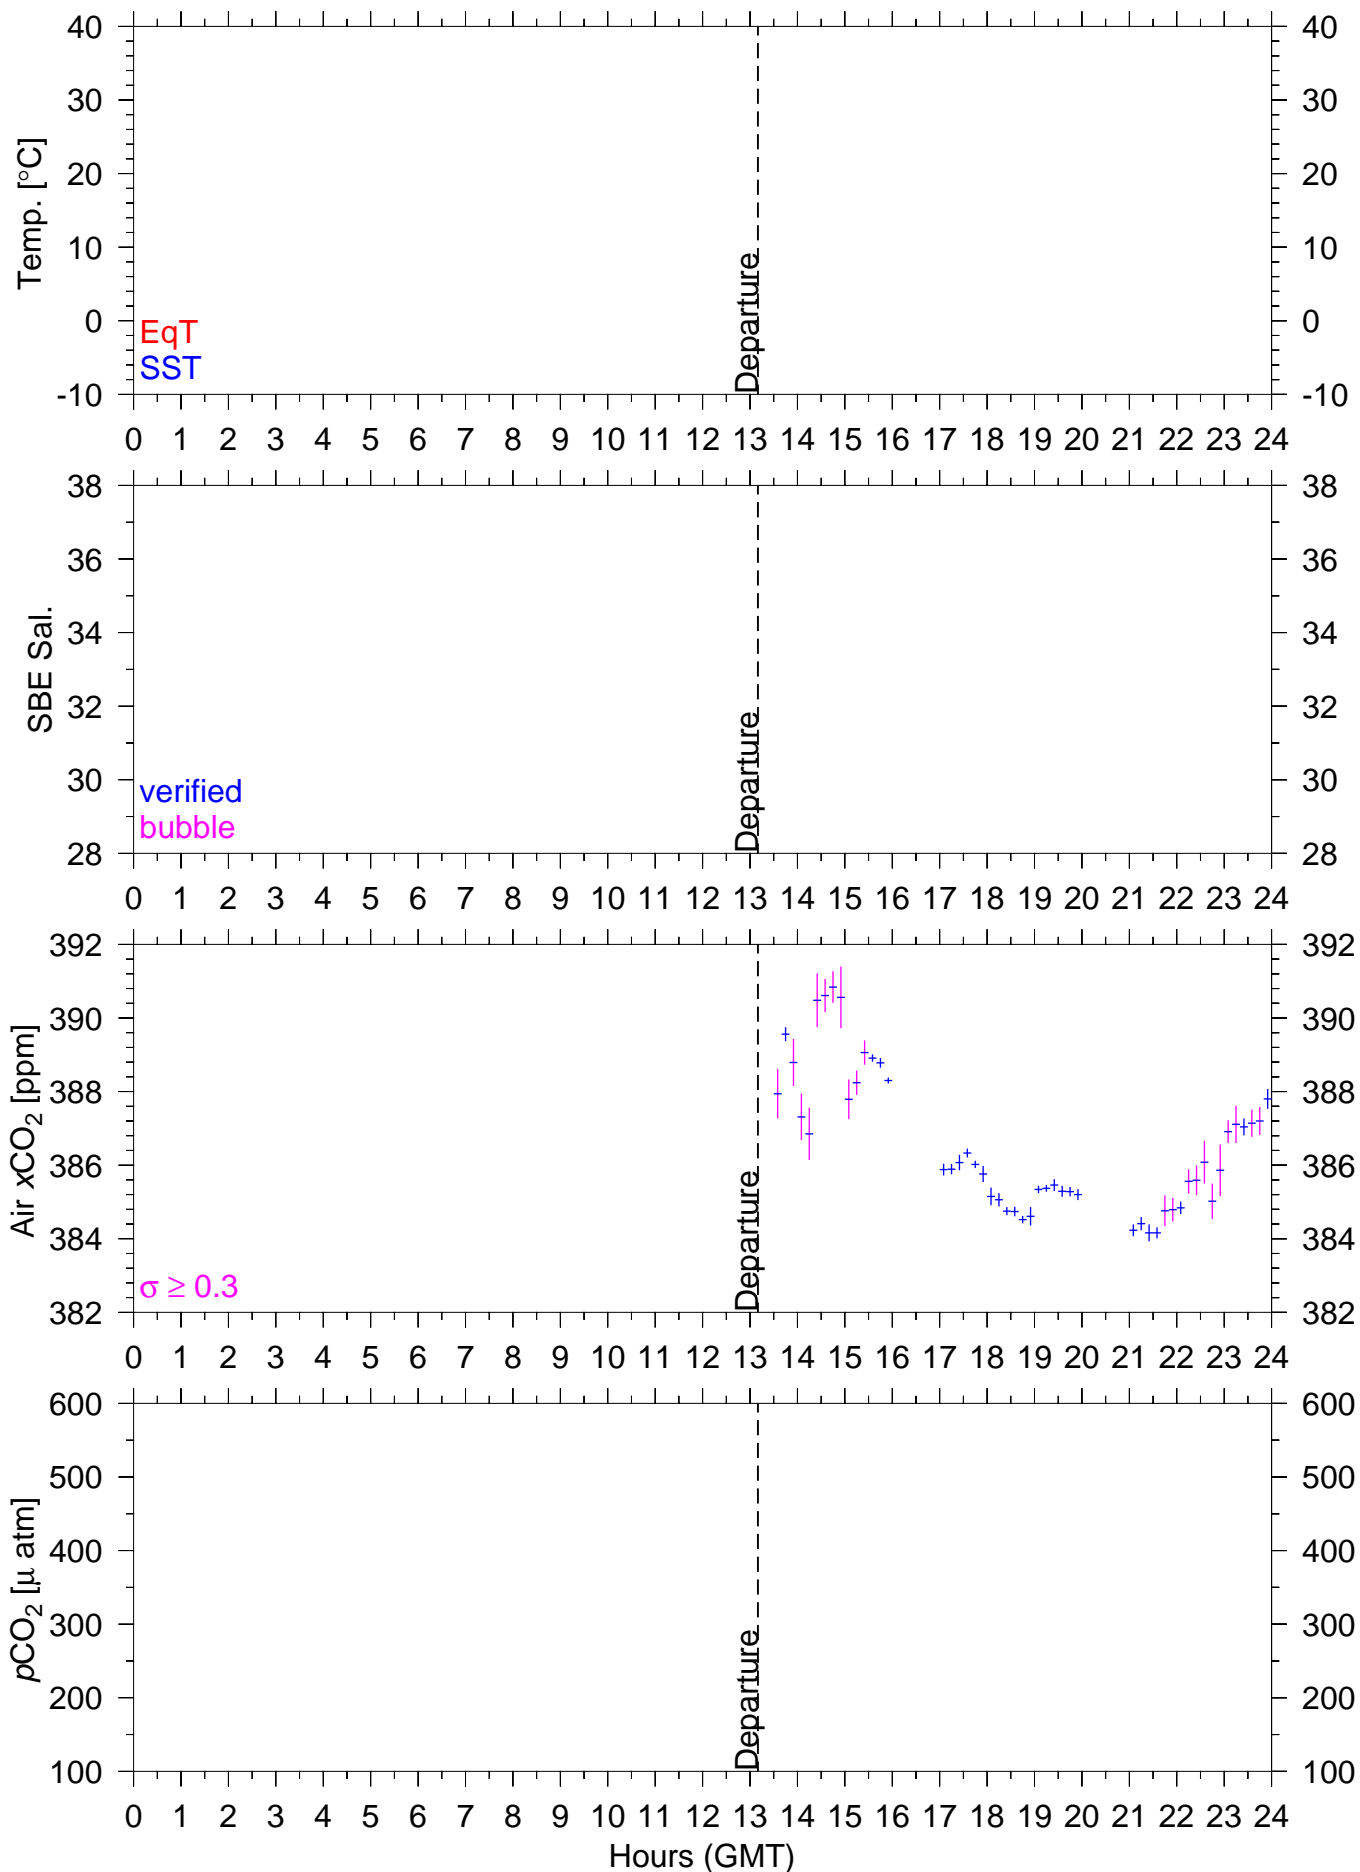 40 40
30 30
20 20
10 10
0 0
-10 -10
Temp. [°C]
EqT
SST
Departure
0 1 2 3 4 5 6 7 8 9 10 11 12 13 14 15 16 17 18 19 20 21 22 23 24
38 38
36 36
34 34
32 32
30 30
28 28
SBE Sal.
verified
bubble
Departure
0 1 2 3 4 5 6 7 8 9 10 11 12 13 14 15 16 17 18 19 20 21 22 23 24
392 392
390 390
388 388
386 386
384 384
382 382
Air xCO₂ [ppm]
σ ≥ 0.3
Departure
0 1 2 3 4 5 6 7 8 9 10 11 12 13 14 15 16 17 18 19 20 21 22 23 24
600 600
500 500
400 400
300 300
200 200
100 100
pCO₂ [μ atm]
Departure
0 1 2 3 4 5 6 7 8 9 10 11 12 13 14 15 16 17 18 19 20 21 22 23 24
Hours (GMT)